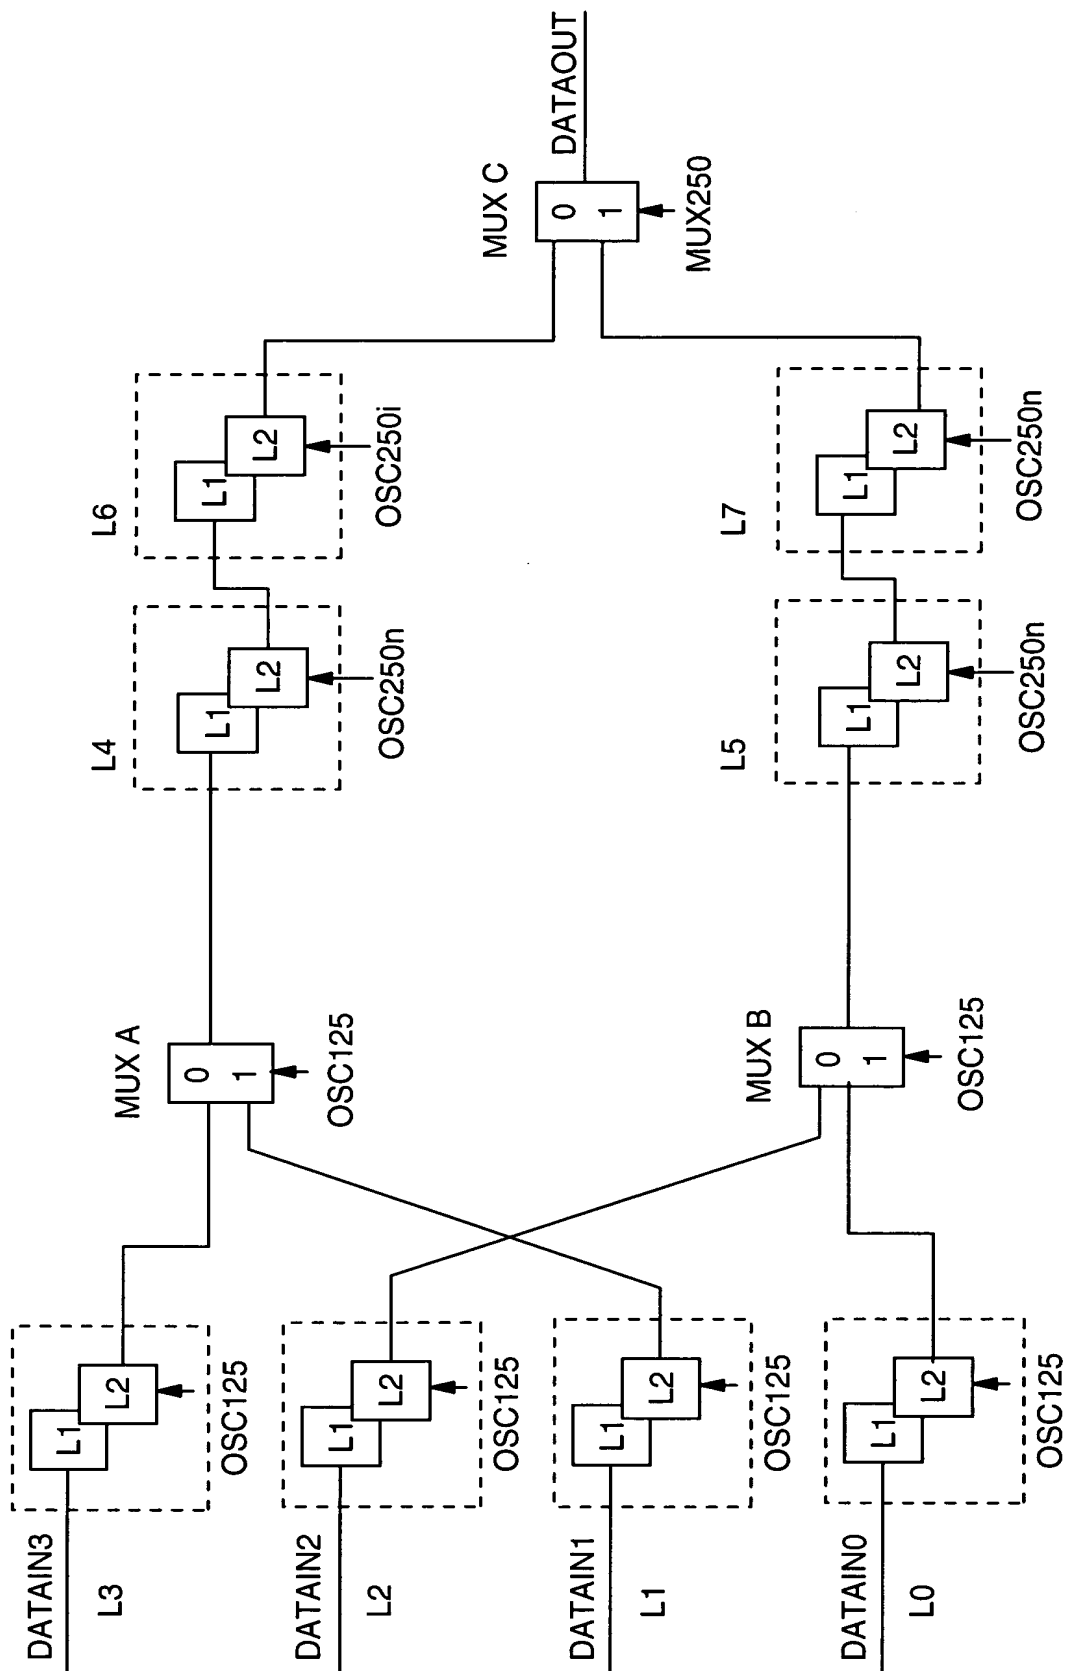 DATAIN3
L3
L1
L2
OSC125
DATAIN2
L2
L1
L2
OSC125
DATAIN1
L1
L1
L2
OSC125
DATAIN0
L0
L1
L2
OSC125
MUX A
0
1
OSC125
MUX B
0
1
OSC125
L4
L1
L2
OSC250n
L6
L1
L2
OSC250i
L5
L1
L2
OSC250n
L7
L1
L2
OSC250n
MUX C
0
1
MUX250
DATAOUT